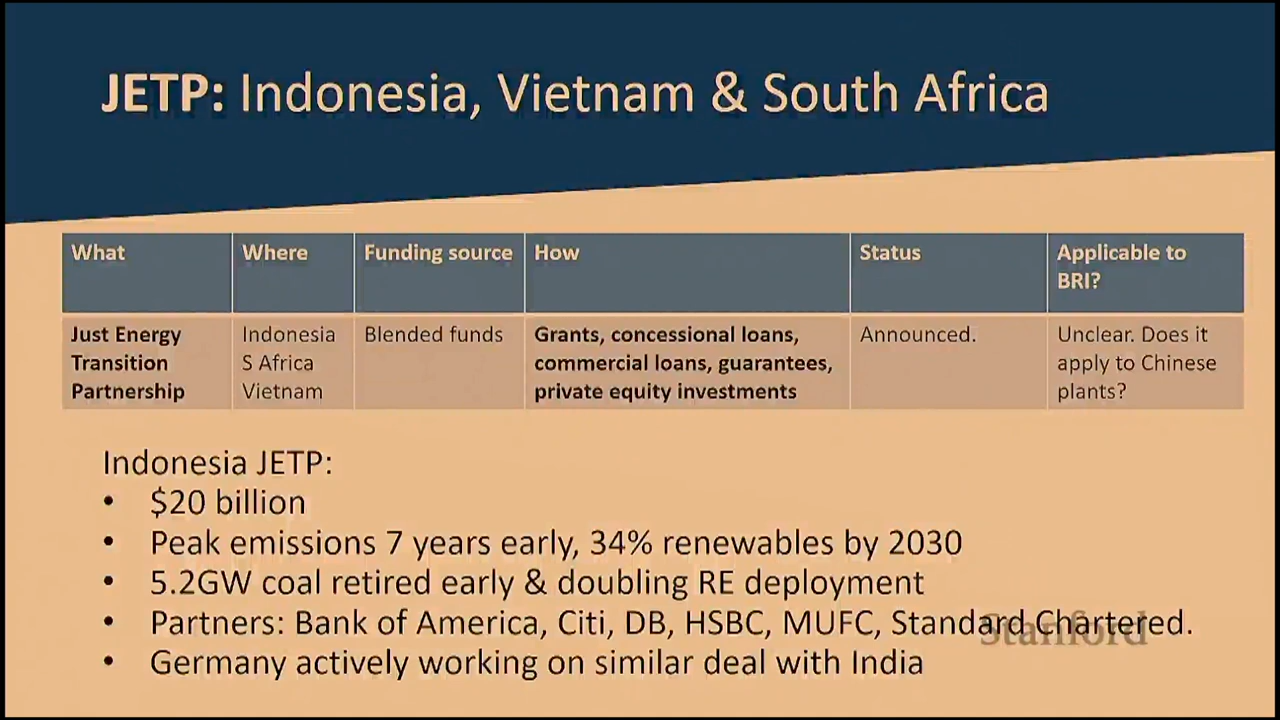 JETP: Indonesia, Vietnam & South Africa
What
Where
Funding source
How
Status
Applicable to
BRI?
Just Energy
Transition
Partnership
Indonesia
S Africa
Vietnam
Blended funds
Grants, concessional loans,
commercial loans, guarantees,
private equity investments
Announced.
Unclear. Does it
apply to Chinese
plants?
Indonesia JETP:
• $20 billion
• Peak emissions 7 years early, 34% renewables by 2030
• 5.2GW coal retired early & doubling RE deployment
• Partners: Bank of America, Citi, DB, HSBC, MUFC, Standard Chartered.
Stanford
• Germany actively working on similar deal with India